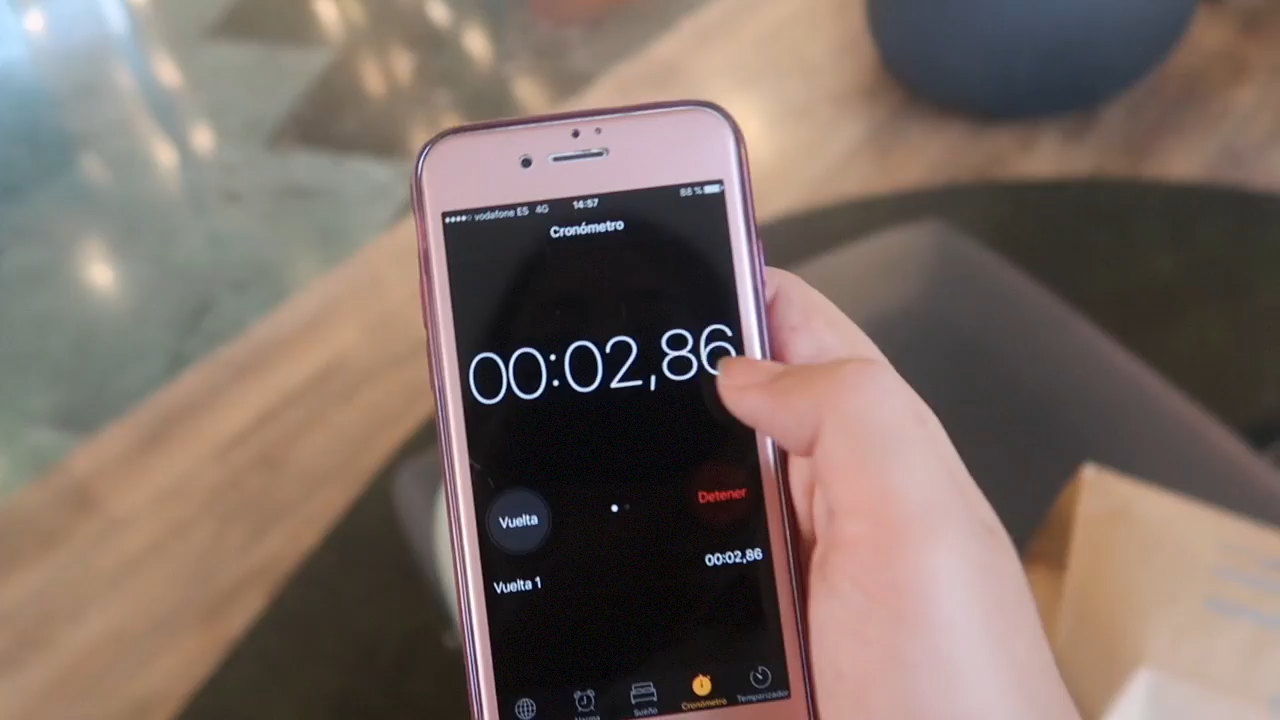 ●●●●○ vodafone ES 4G 14:57 88 %
Cronómetro
00:02,86
Vuelta Detener
Vuelta 1 00:02,86
Sueño Cronómetro Temporizador